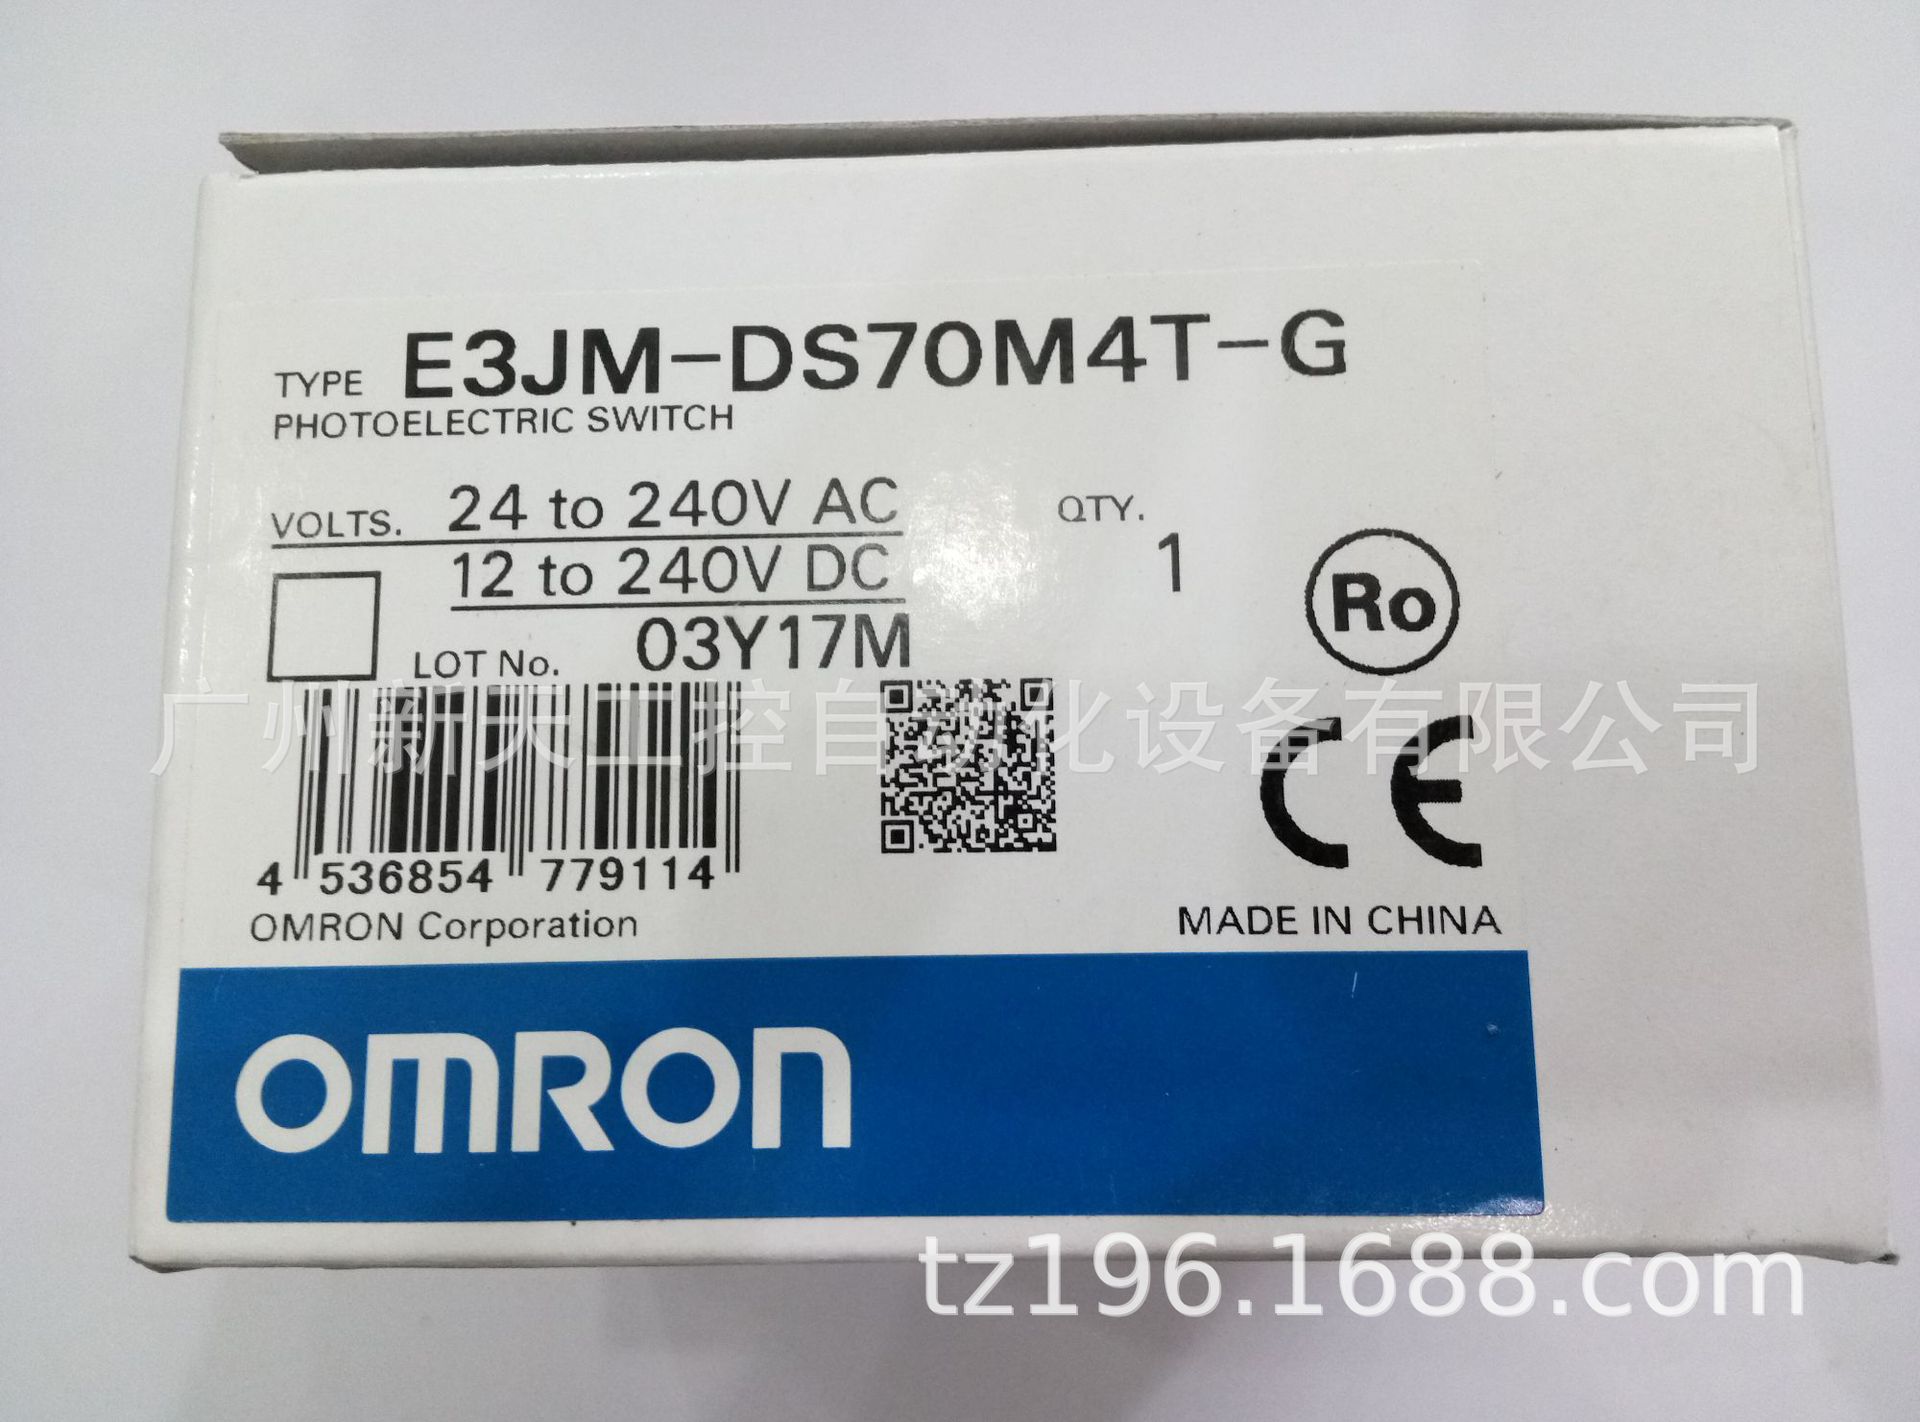 TYPE E3JM-DS70M4T-G
PHOTOELECTRIC SWITCH
VOLTS. 24 to 240V AC
12 to 240V DC
QTY.
1
LOT No. 03Y17M
Ro
广州新天工控自动化设备有限公司
CE
4 536854 779114
OMRON Corporation
MADE IN CHINA
OMRON
tz196.1688.com